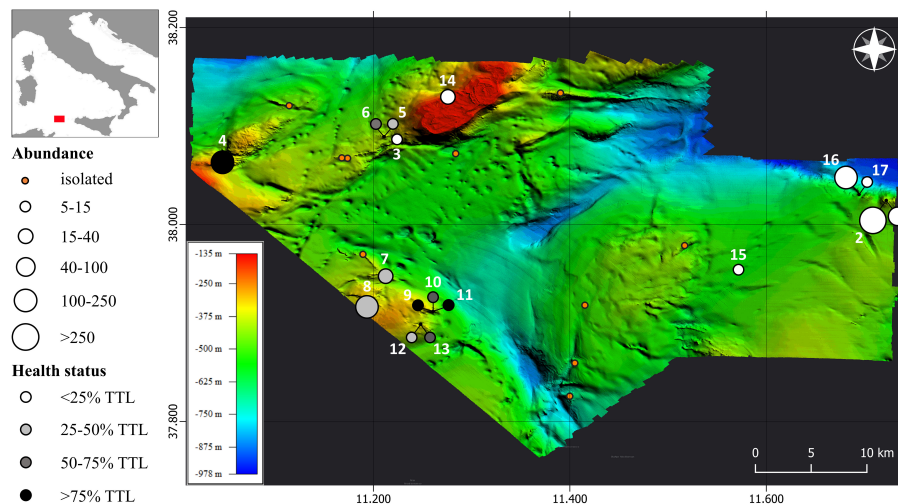 Abundance
isolated
5-15
15-40
40-100
100-250
>250
Health status
<25% TTL
25-50% TTL
50-75% TTL
>75% TTL
38.200
38.000
37.800
11.200
11.400
11.600
-135 m
-250 m
-375 m
-500 m
-625 m
-750 m
-875 m
-978 m
14
6
5
3
4
16
17
2
15
7
8
10
9
11
12
13
0
5
10 km